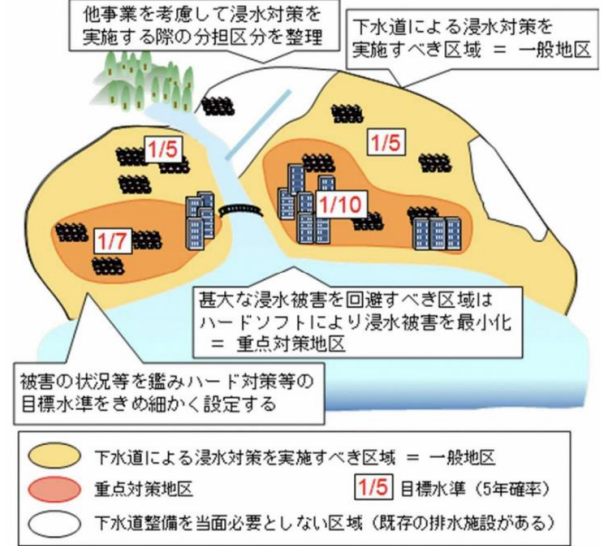 他事業を考慮して浸水対策を
実施する際の分担区分を整理
下水道による浸水対策を
実施すべき区域 = 一般地区
1/5
1/5
1/10
1/7
甚大な浸水被害を回避すべき区域は
ハードソフトにより浸水被害を最小化
= 重点対策地区
被害の状況等を鑑みハード対策等の
目標水準をきめ細かく設定する
下水道による浸水対策を実施すべき区域 = 一般地区
重点対策地区
1/5 目標水準（5年確率）
下水道整備を当面必要としない区域（既存の排水施設がある）